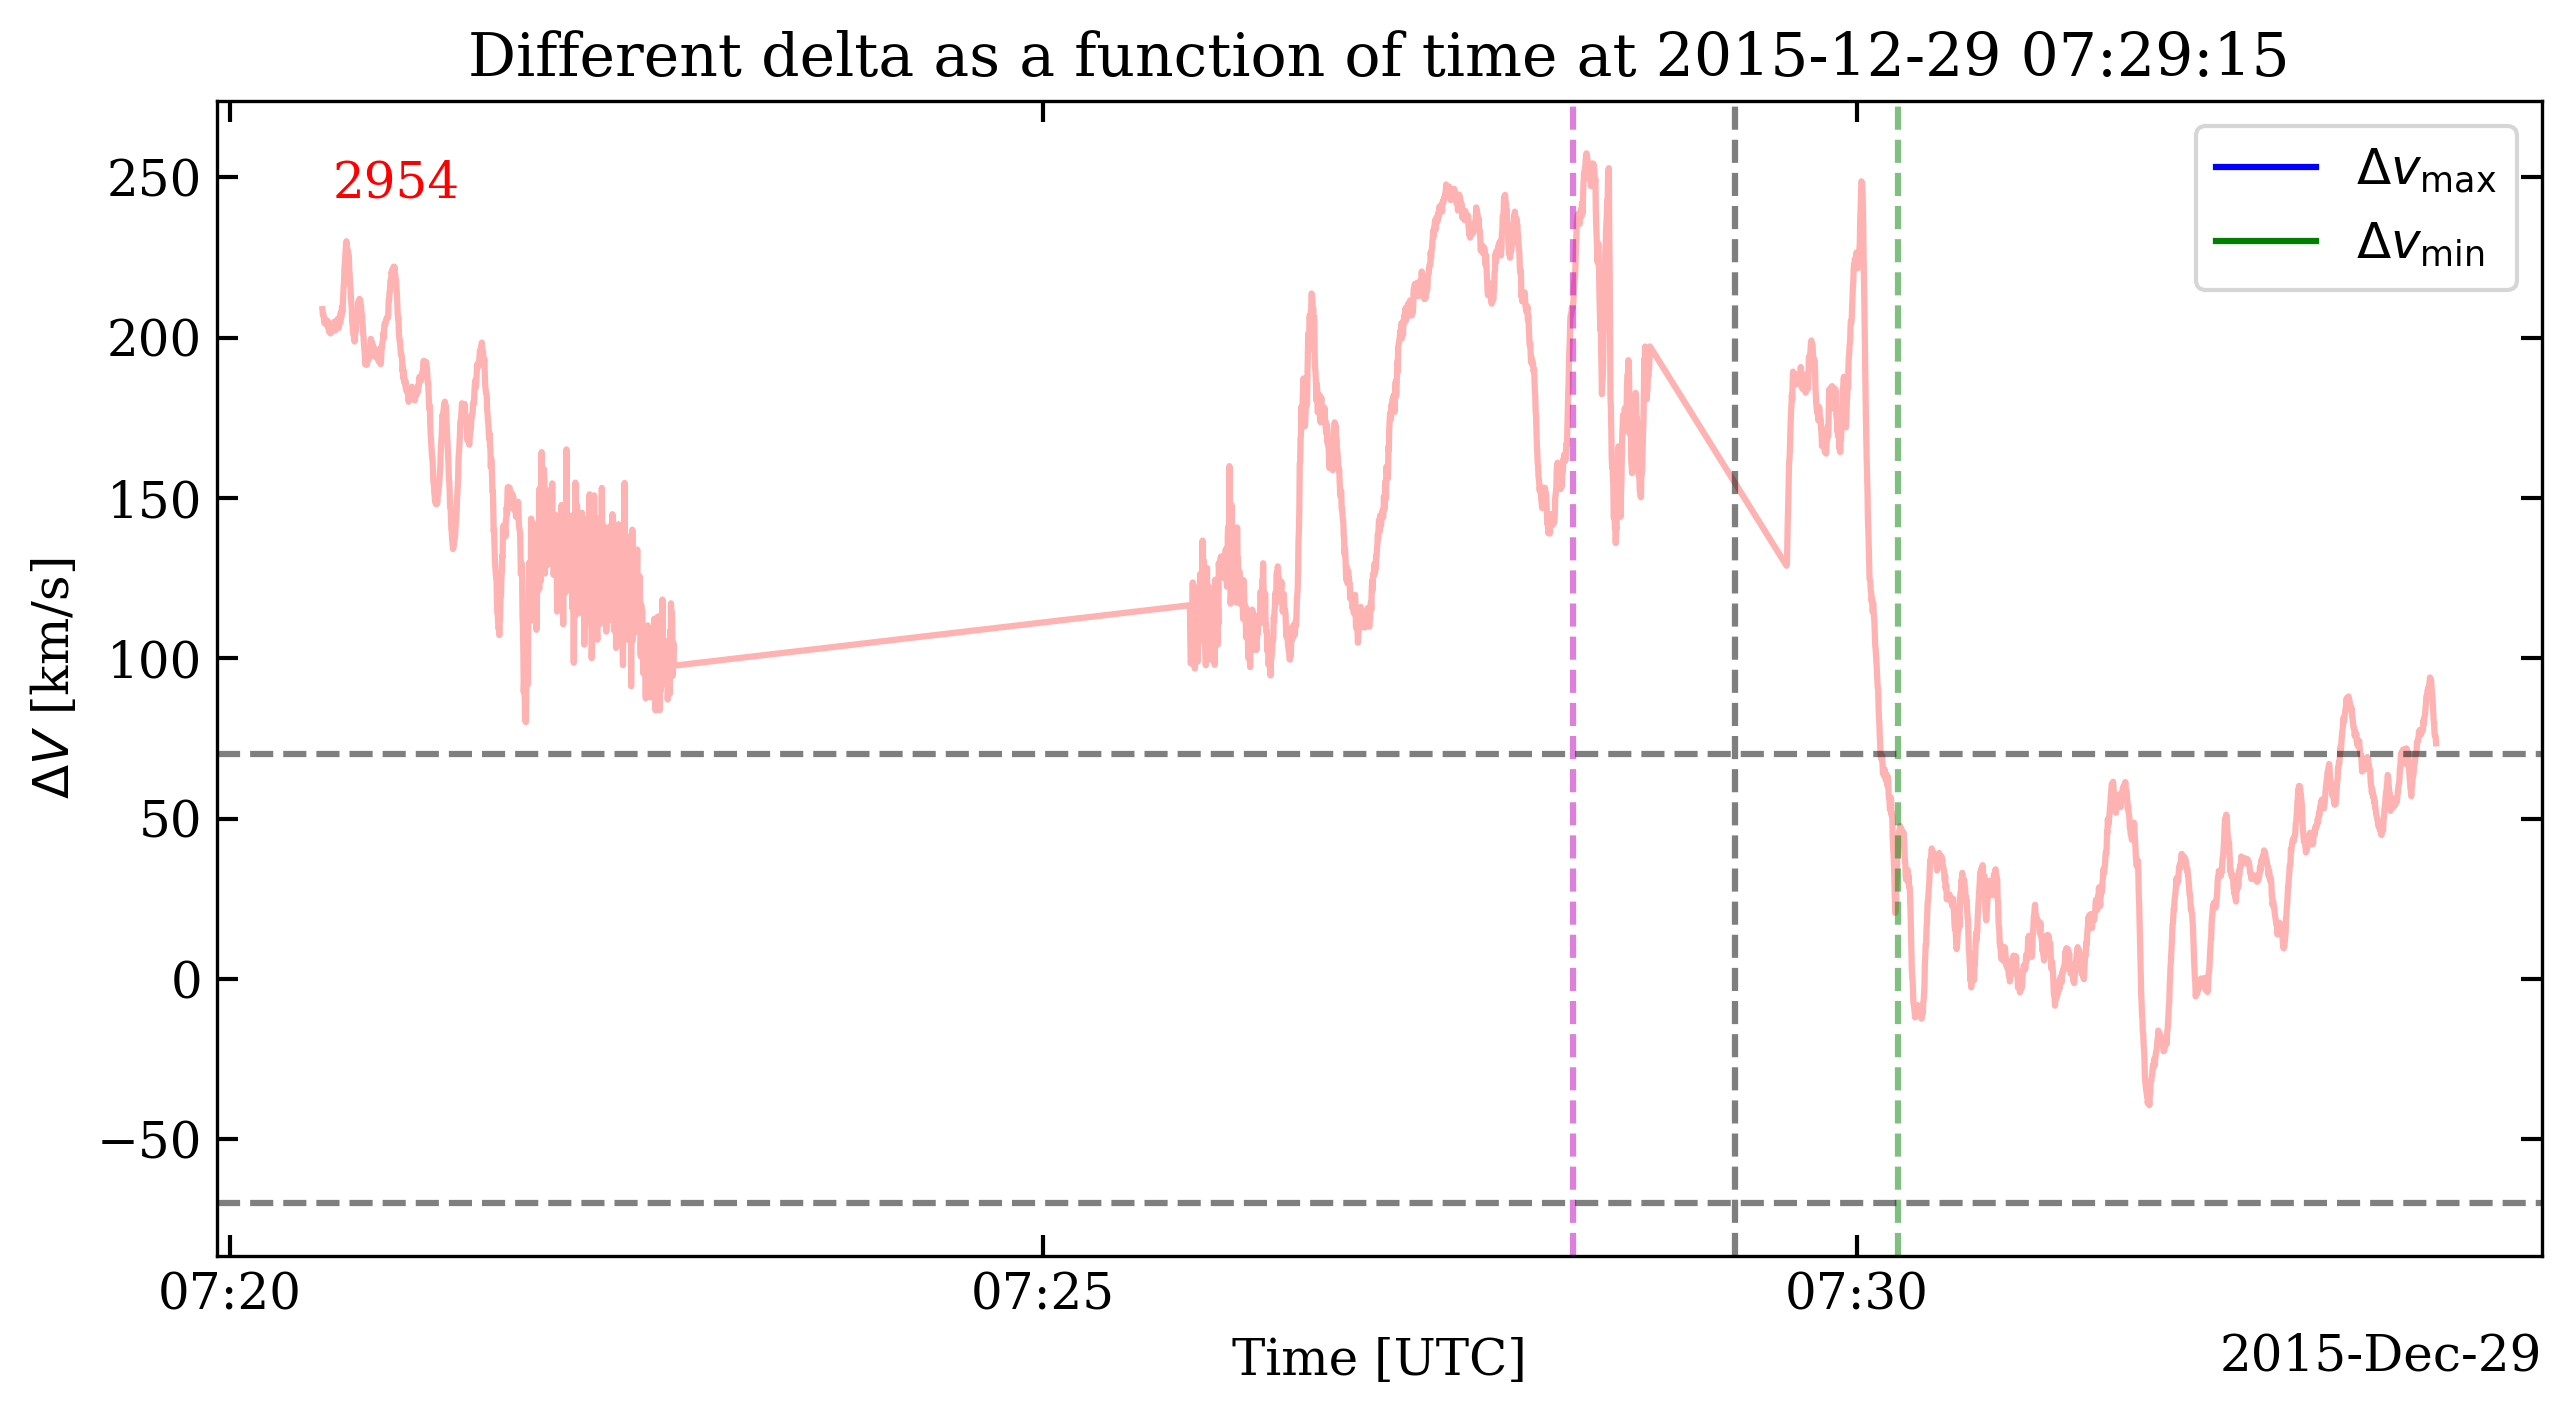 Different delta as a function of time at 2015-12-29 07:29:15
2954
Δv_max
Δv_min
250
200
150
100
50
0
−50
ΔV [km/s]
07:20 07:25 07:30
Time [UTC]
2015-Dec-29